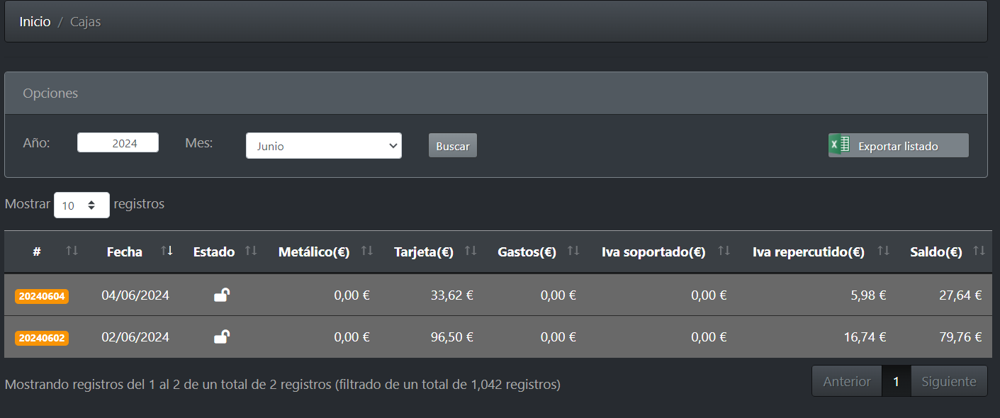 Inicio / Cajas
Opciones
Año: 2024 Mes: Junio Buscar Exportar listado
Mostrar 10 registros
# Fecha Estado Metálico(€) Tarjeta(€) Gastos(€) Iva soportado(€) Iva repercutido(€) Saldo(€)
20240604 04/06/2024 0,00 € 33,62 € 0,00 € 0,00 € 5,98 € 27,64 €
20240602 02/06/2024 0,00 € 96,50 € 0,00 € 0,00 € 16,74 € 79,76 €
Mostrando registros del 1 al 2 de un total de 2 registros (filtrado de un total de 1,042 registros) Anterior 1 Siguiente